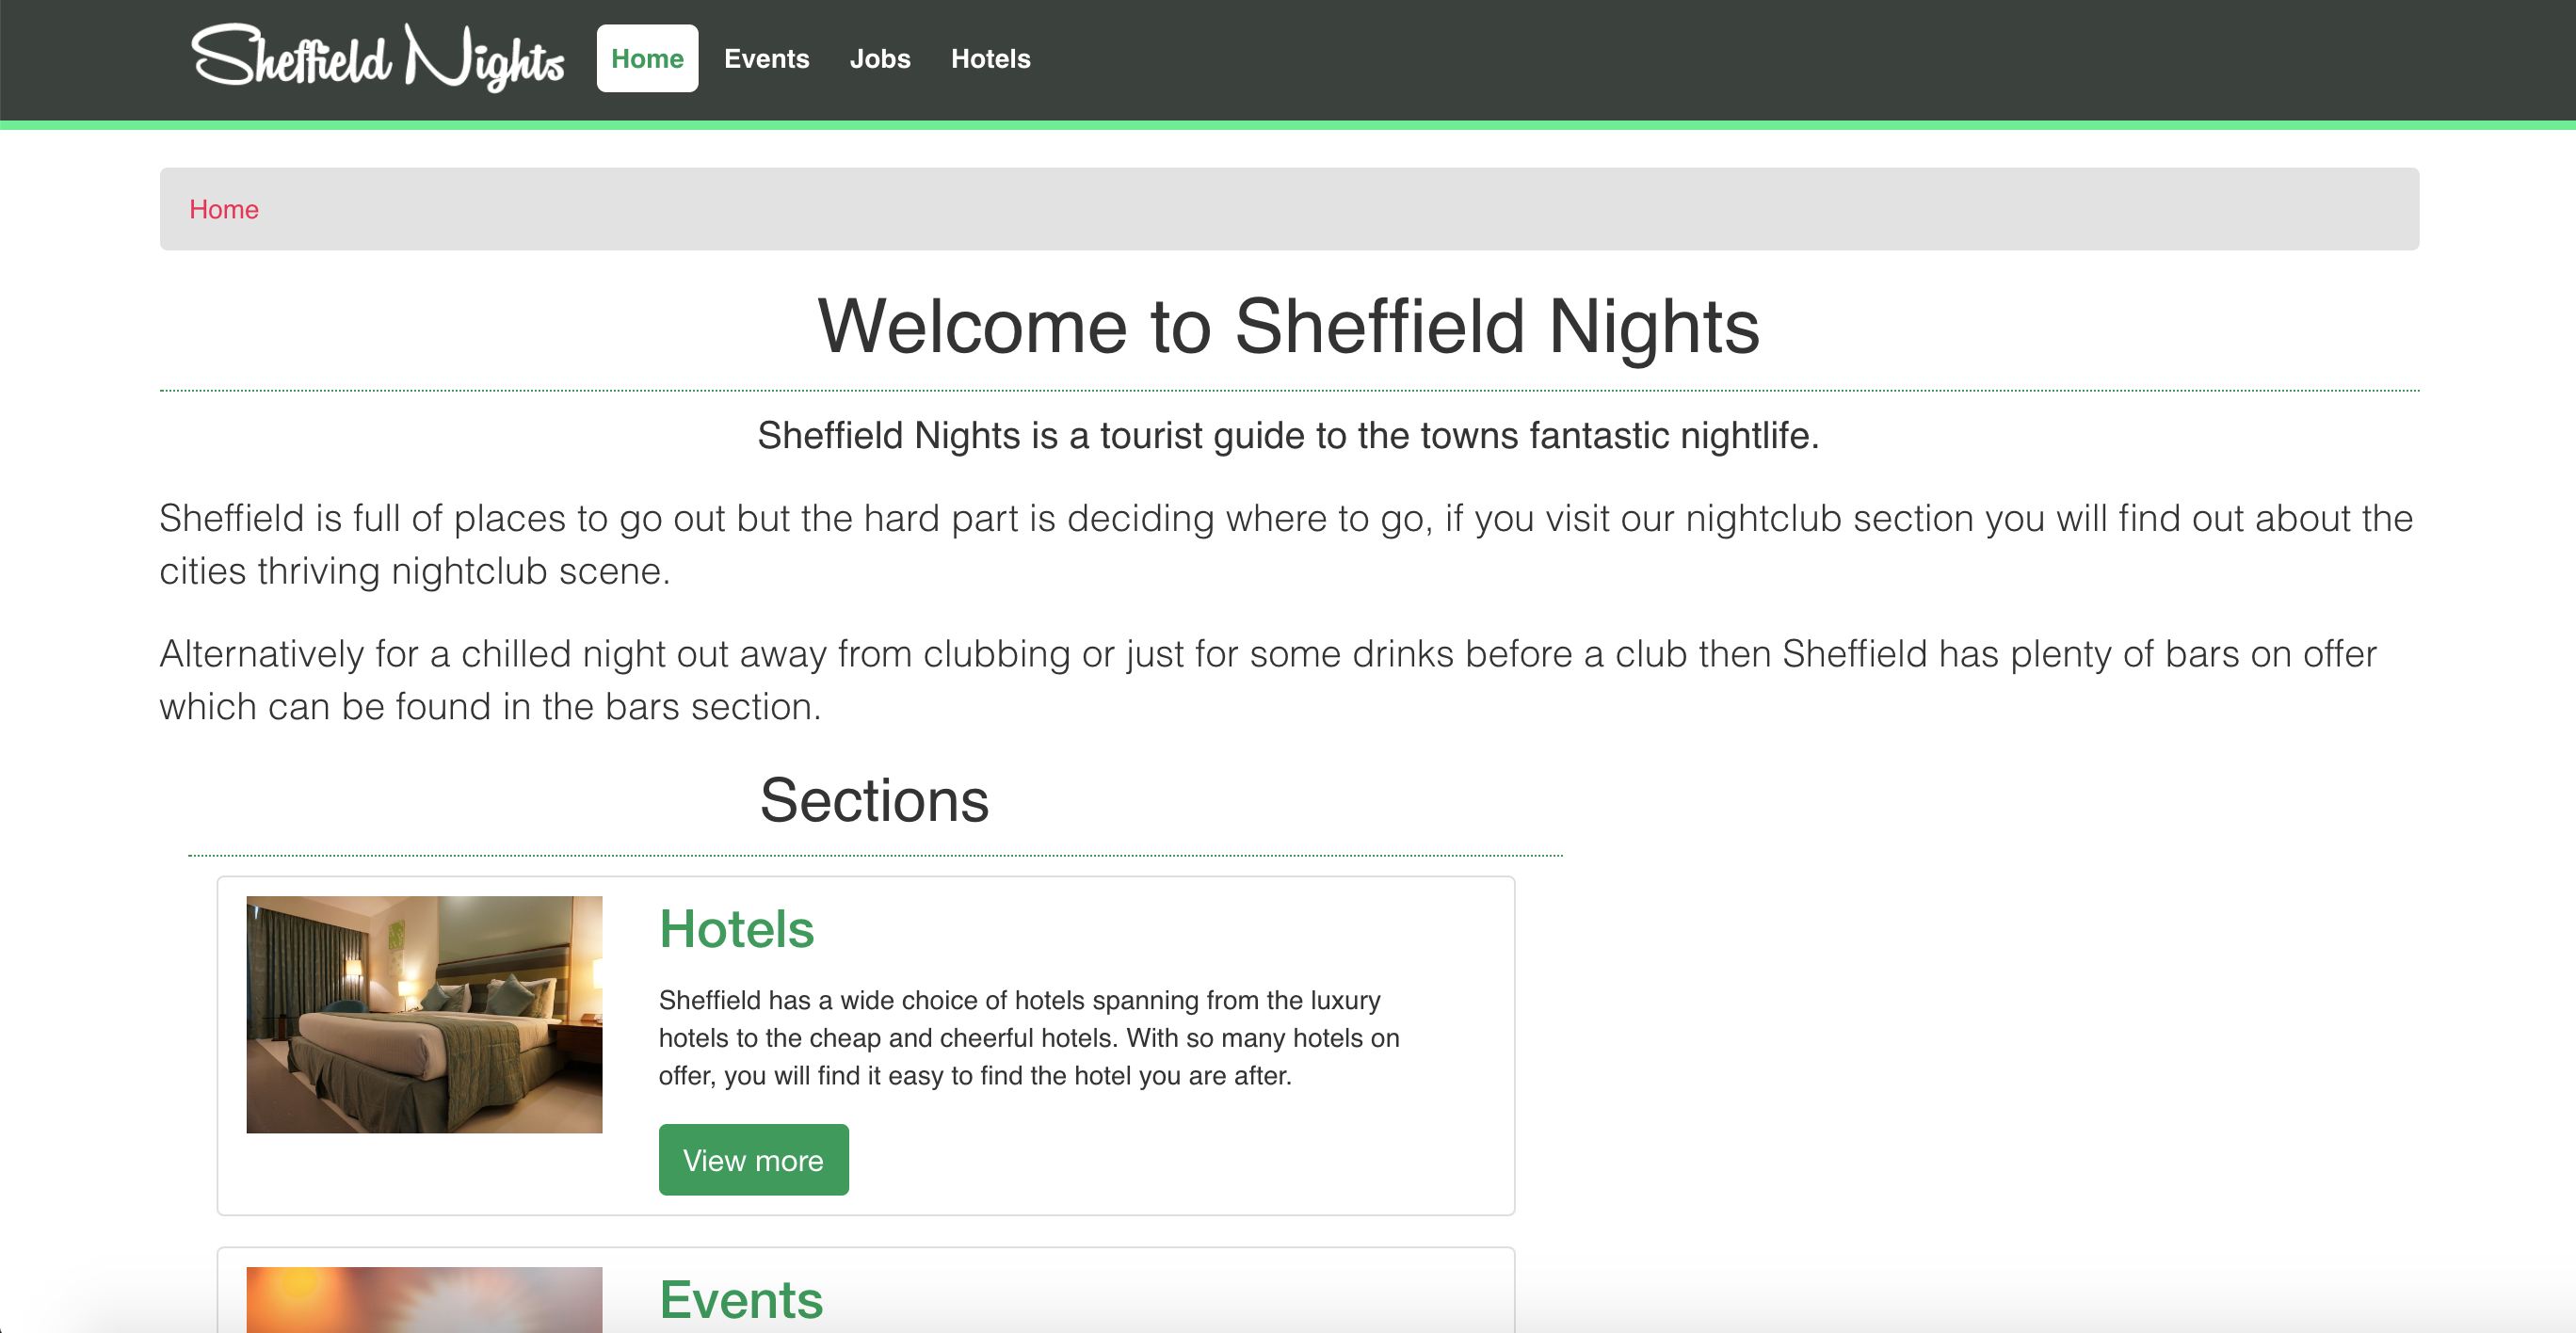 Sheffield Nights
Home
Events
Jobs
Hotels
Home
Welcome to Sheffield Nights
Sheffield Nights is a tourist guide to the towns fantastic nightlife.
Sheffield is full of places to go out but the hard part is deciding where to go, if you visit our nightclub section you will find out about the
cities thriving nightclub scene.
Alternatively for a chilled night out away from clubbing or just for some drinks before a club then Sheffield has plenty of bars on offer
which can be found in the bars section.
Sections
Hotels
Sheffield has a wide choice of hotels spanning from the luxury
hotels to the cheap and cheerful hotels. With so many hotels on
offer, you will find it easy to find the hotel you are after.
View more
Events